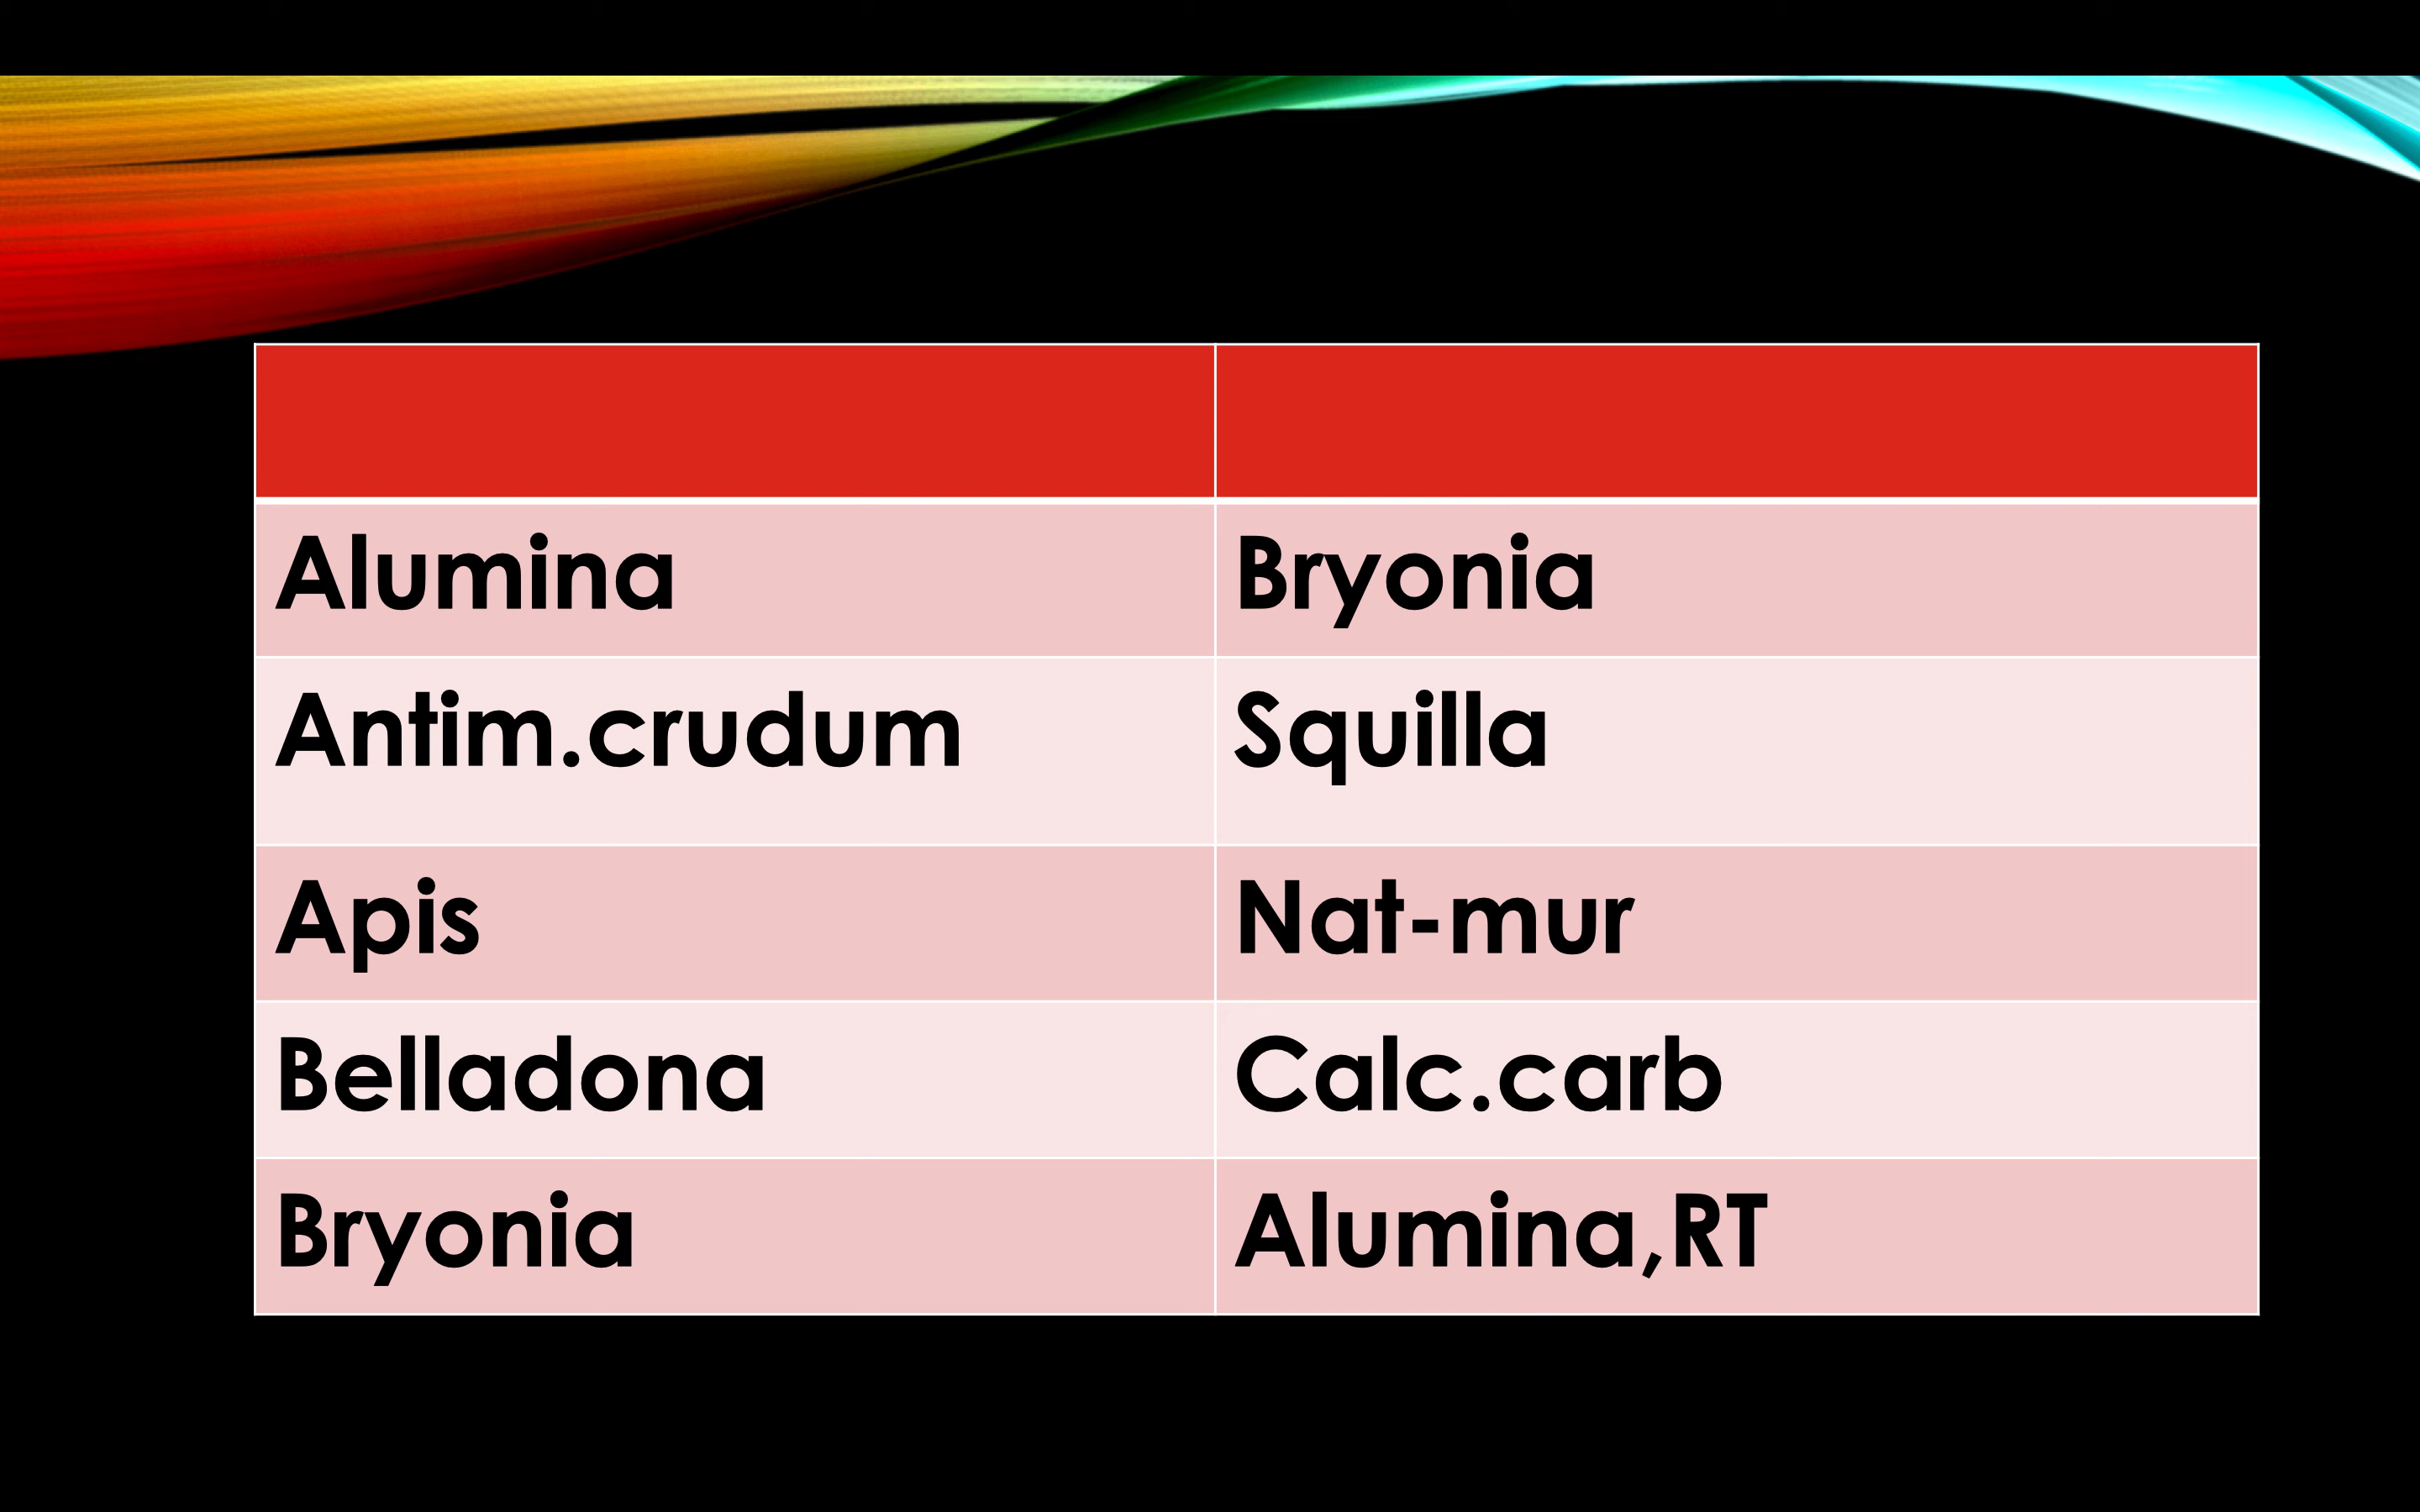 Alumina Bryonia
Antim.crudum Squilla
Apis Nat-mur
Belladona Calc.carb
Bryonia Alumina,RT